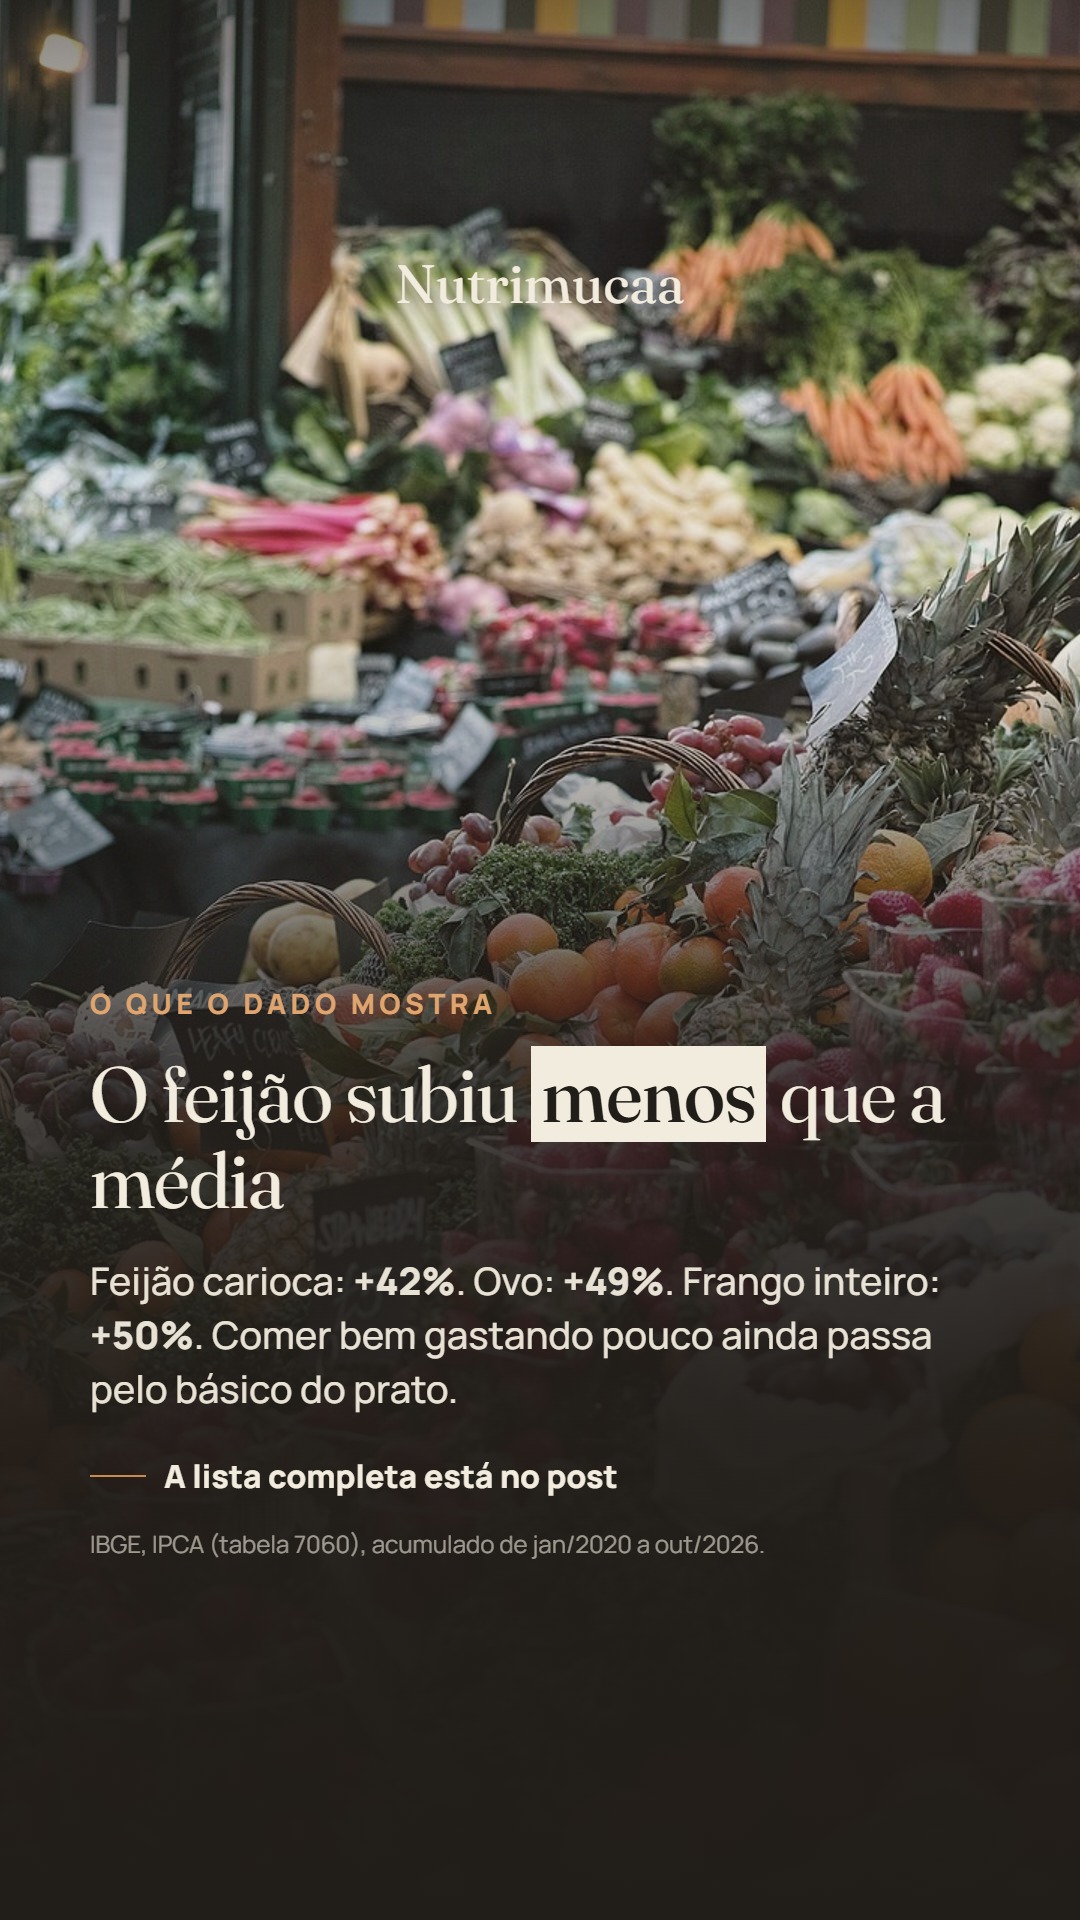 Nutrimucaa
O QUE O DADO MOSTRA
O feijão subiu menos que a
média
Feijão carioca: +42%. Ovo: +49%. Frango inteiro:
+50%. Comer bem gastando pouco ainda passa
pelo básico do prato.
A lista completa está no post
IBGE, IPCA (tabela 7060), acumulado de jan/2020 a out/2026.